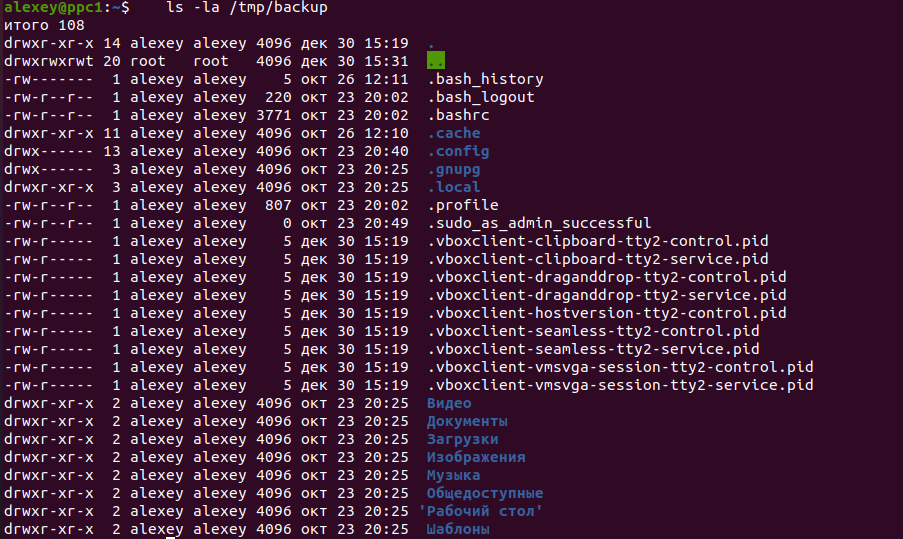 alexey@ppc1:~$    ls -la /tmp/backup
итого 108
drwxr-xr-x 14 alexey alexey 4096 дек 30 15:19  .
drwxrwxrwt 20 root   root   4096 дек 30 15:31  ..
-rw-------  1 alexey alexey    5 окт 26 12:11  .bash_history
-rw-r--r--  1 alexey alexey  220 окт 23 20:02  .bash_logout
-rw-r--r--  1 alexey alexey 3771 окт 23 20:02  .bashrc
drwxr-xr-x 11 alexey alexey 4096 окт 26 12:10  .cache
drwx------ 13 alexey alexey 4096 окт 23 20:40  .config
drwx------  3 alexey alexey 4096 окт 23 20:25  .gnupg
drwxr-xr-x  3 alexey alexey 4096 окт 23 20:25  .local
-rw-r--r--  1 alexey alexey  807 окт 23 20:02  .profile
-rw-r--r--  1 alexey alexey    0 окт 23 20:49  .sudo_as_admin_successful
-rw-r-----  1 alexey alexey    5 дек 30 15:19  .vboxclient-clipboard-tty2-control.pid
-rw-r-----  1 alexey alexey    5 дек 30 15:19  .vboxclient-clipboard-tty2-service.pid
-rw-r-----  1 alexey alexey    5 дек 30 15:19  .vboxclient-draganddrop-tty2-control.pid
-rw-r-----  1 alexey alexey    5 дек 30 15:19  .vboxclient-draganddrop-tty2-service.pid
-rw-r-----  1 alexey alexey    5 дек 30 15:19  .vboxclient-hostversion-tty2-control.pid
-rw-r-----  1 alexey alexey    5 дек 30 15:19  .vboxclient-seamless-tty2-control.pid
-rw-r-----  1 alexey alexey    5 дек 30 15:19  .vboxclient-seamless-tty2-service.pid
-rw-r-----  1 alexey alexey    5 дек 30 15:19  .vboxclient-vmsvga-session-tty2-control.pid
-rw-r-----  1 alexey alexey    5 дек 30 15:19  .vboxclient-vmsvga-session-tty2-service.pid
drwxr-xr-x  2 alexey alexey 4096 окт 23 20:25  Видео
drwxr-xr-x  2 alexey alexey 4096 окт 23 20:25  Документы
drwxr-xr-x  2 alexey alexey 4096 окт 23 20:25  Загрузки
drwxr-xr-x  2 alexey alexey 4096 окт 23 20:25  Изображения
drwxr-xr-x  2 alexey alexey 4096 окт 23 20:25  Музыка
drwxr-xr-x  2 alexey alexey 4096 окт 23 20:25  Общедоступные
drwxr-xr-x  2 alexey alexey 4096 окт 23 20:25 'Рабочий стол'
drwxr-xr-x  2 alexey alexey 4096 окт 23 20:25  Шаблоны